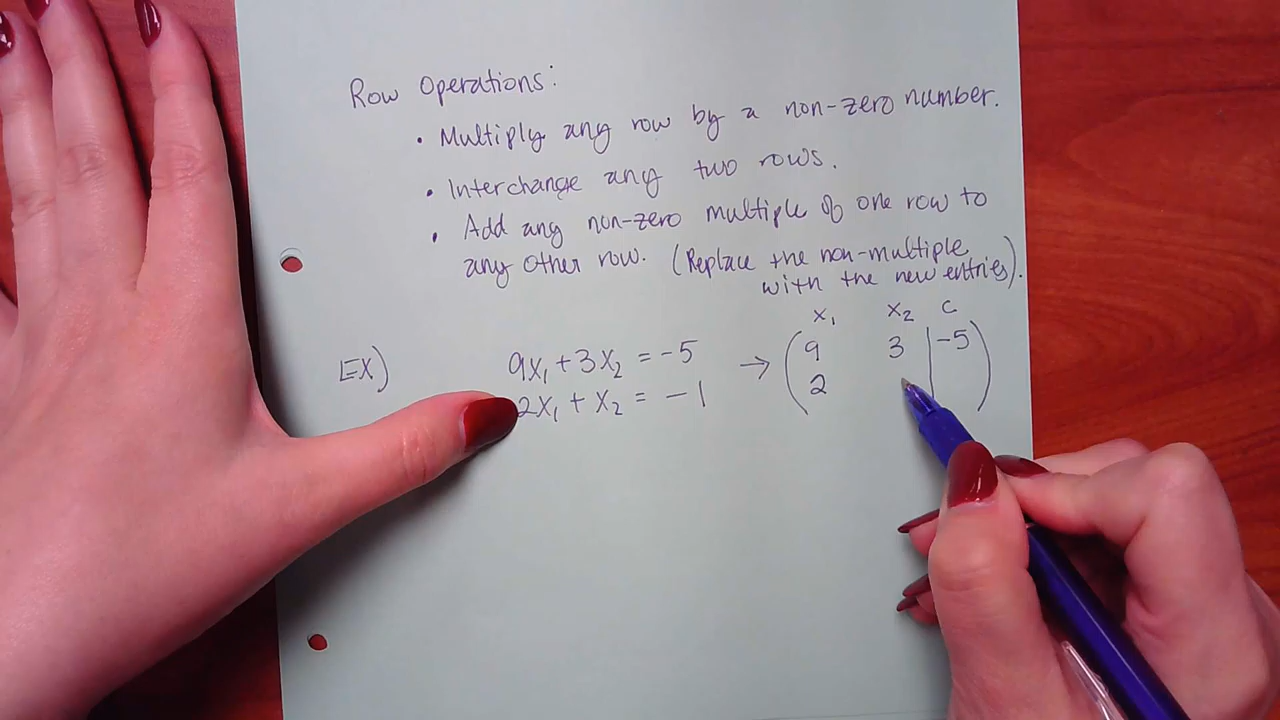 Row Operations:
• Multiply any row by a non-zero number.
• Interchange any two rows.
• Add any non-zero multiple of one row to
any other row. (Replace the non-multiple
with the new entries).
x₁ x₂ c
EX) 9x₁+3x₂ = -5 → ( 9 3 | -5 )
2x₁ + x₂ = -1 ( 2 | )